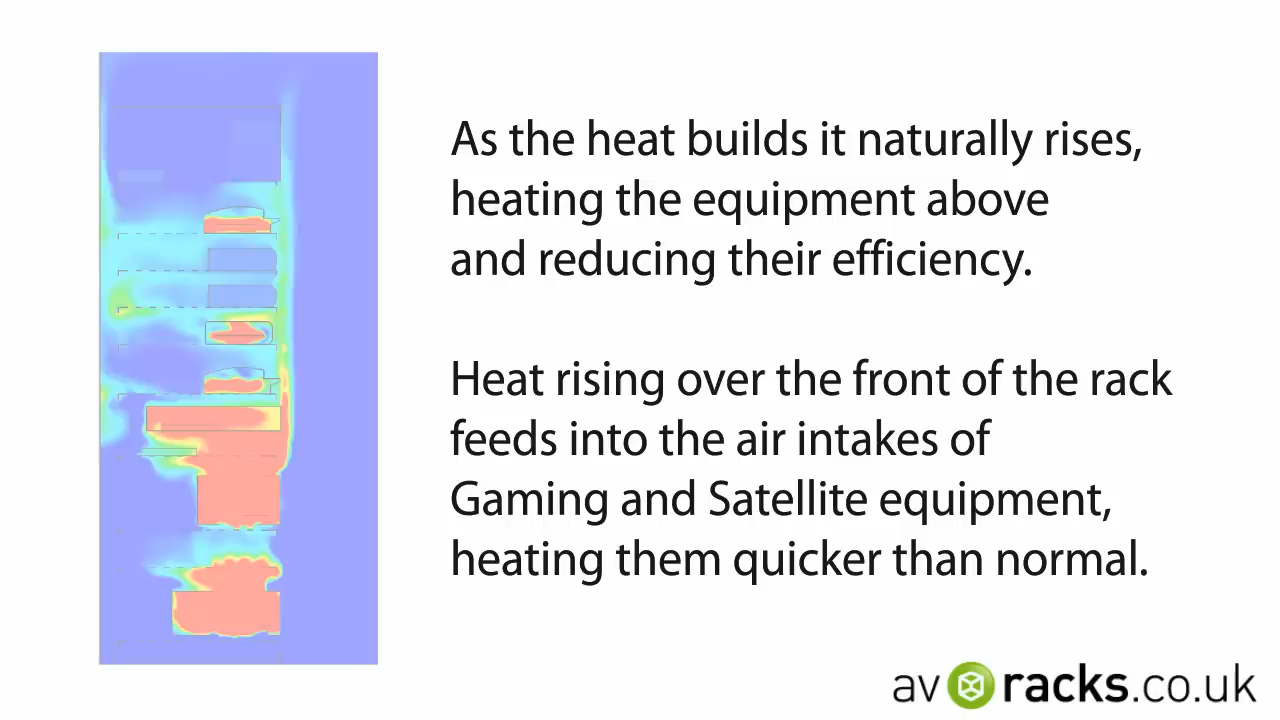 As the heat builds it naturally rises,
heating the equipment above
and reducing their efficiency.
Heat rising over the front of the rack
feeds into the air intakes of
Gaming and Satellite equipment,
heating them quicker than normal.
av racks.co.uk